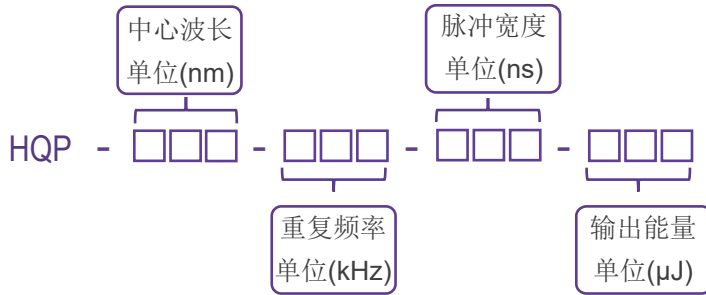 中心波长
单位(nm)
脉冲宽度
单位(ns)
HQP - □□□ - □□□ - □□□ - □□□
重复频率
单位(kHz)
输出能量
单位(μJ)